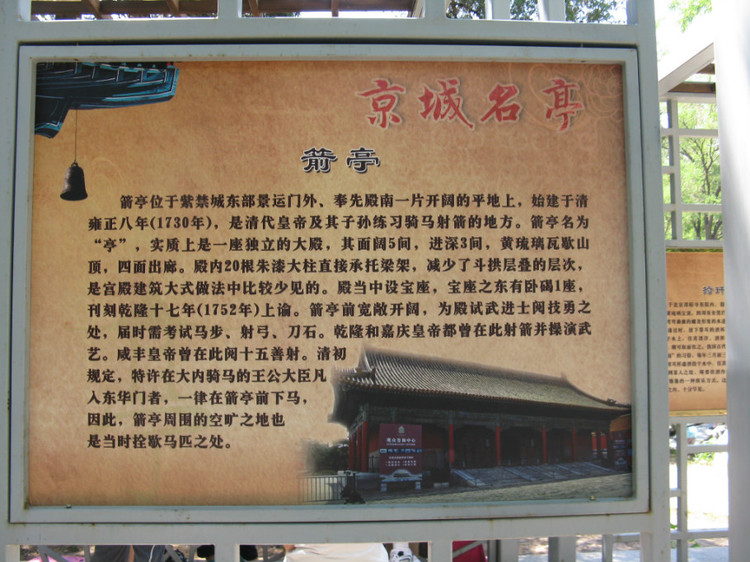 京城名亭
箭亭
箭亭位于紫禁城东部景运门外、奉先殿南一片开阔的平地上，始建于清
雍正八年(1730年)，是清代皇帝及其子孙练习骑马射箭的地方。箭亭名为
“亭”，实质上是一座独立的大殿，其面阔5间，进深3间，黄琉璃瓦歇山
顶，四面出廊。殿内20根朱漆大柱直接承托梁架，减少了斗拱层叠的层次，
是宫殿建筑大式做法中比较少见的。殿当中设宝座，宝座之东有卧碣1座，
刊刻乾隆十七年(1752年)上谕。箭亭前宽敞开阔，为殿试武进士阅技勇之
处，届时需考试马步、射弓、刀石。乾隆和嘉庆皇帝都曾在此射箭并操演武
艺。咸丰皇帝曾在此阅十五善射。清初
规定，特许在大内骑马的王公大臣凡
入东华门者，一律在箭亭前下马，
因此，箭亭周围的空旷之地也
是当时拴歇马匹之处。